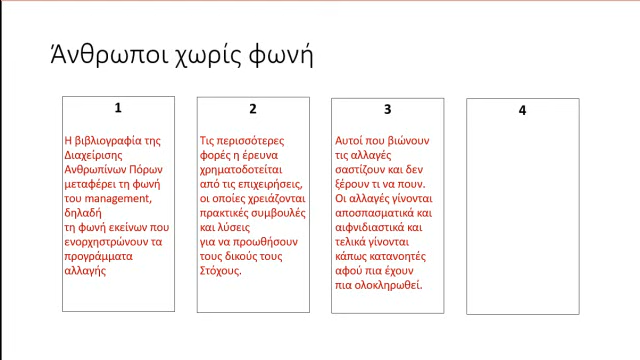 Άνθρωποι χωρίς φωνή
1
Η βιβλιογραφία της
Διαχείρισης
Ανθρωπίνων Πόρων
μεταφέρει τη φωνή
του management,
δηλαδή
τη φωνή εκείνων που
ενορχηστρώνουν τα
προγράμματα
αλλαγής
2
Τις περισσότερες
φορές η έρευνα
χρηματοδοτείται
από τις επιχειρήσεις,
οι οποίες χρειάζονται
πρακτικές συμβουλές
και λύσεις
για να προωθήσουν
τους δικούς τους
Στόχους.
3
Αυτοί που βιώνουν
τις αλλαγές
σαστίζουν και δεν
ξέρουν τι να πουν.
Οι αλλαγές γίνονται
αποσπασματικά και
αιφνιδιαστικά και
τελικά γίνονται
κάπως κατανοητές
αφού πια έχουν
πια ολοκληρωθεί.
4